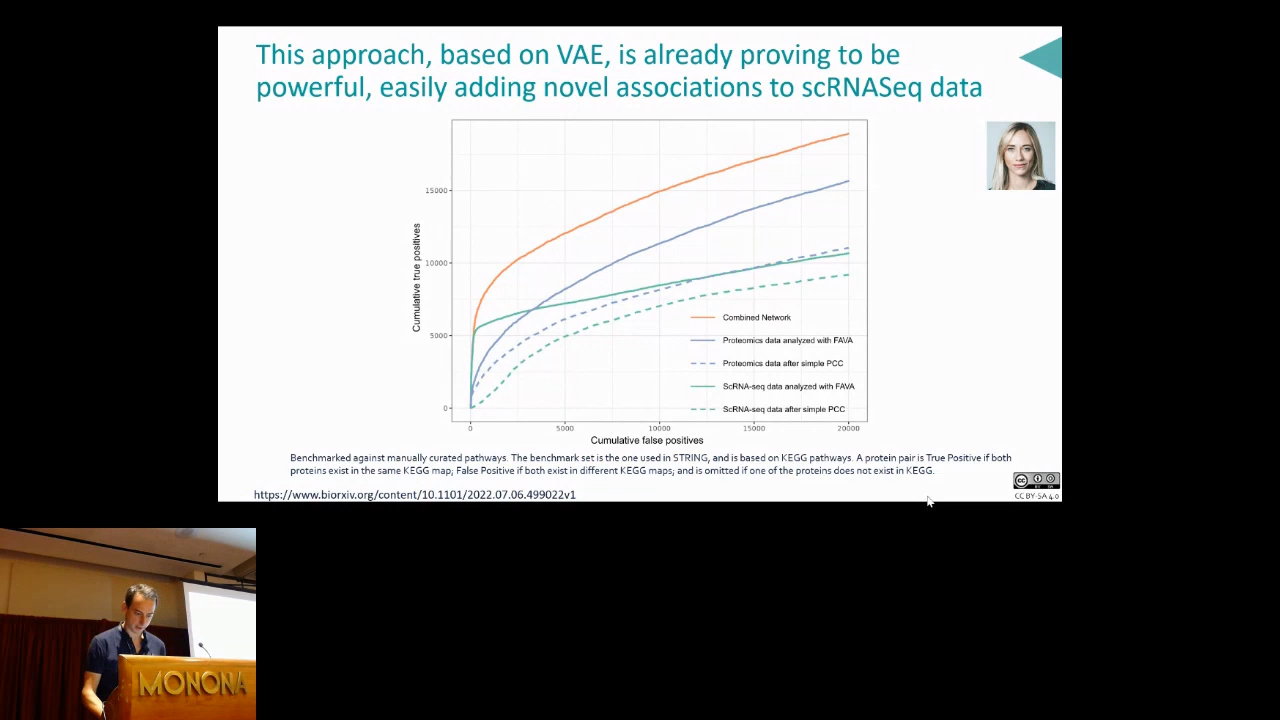 This approach, based on VAE, is already proving to be
powerful, easily adding novel associations to scRNASeq data
15000
10000
5000
0
Cumulative true positives
Combined Network
Proteomics data analyzed with FAVA
Proteomics data after simple PCC
ScRNA-seq data analyzed with FAVA
ScRNA-seq data after simple PCC
0 5000 10000 15000 20000
Cumulative false positives
Benchmarked against manually curated pathways. The benchmark set is the one used in STRING, and is based on KEGG pathways. A protein pair is True Positive if both
proteins exist in the same KEGG map; False Positive if both exist in different KEGG maps; and is omitted if one of the proteins does not exist in KEGG.
https://www.biorxiv.org/content/10.1101/2022.07.06.499022v1
CC BY-SA 4.0
MONONA